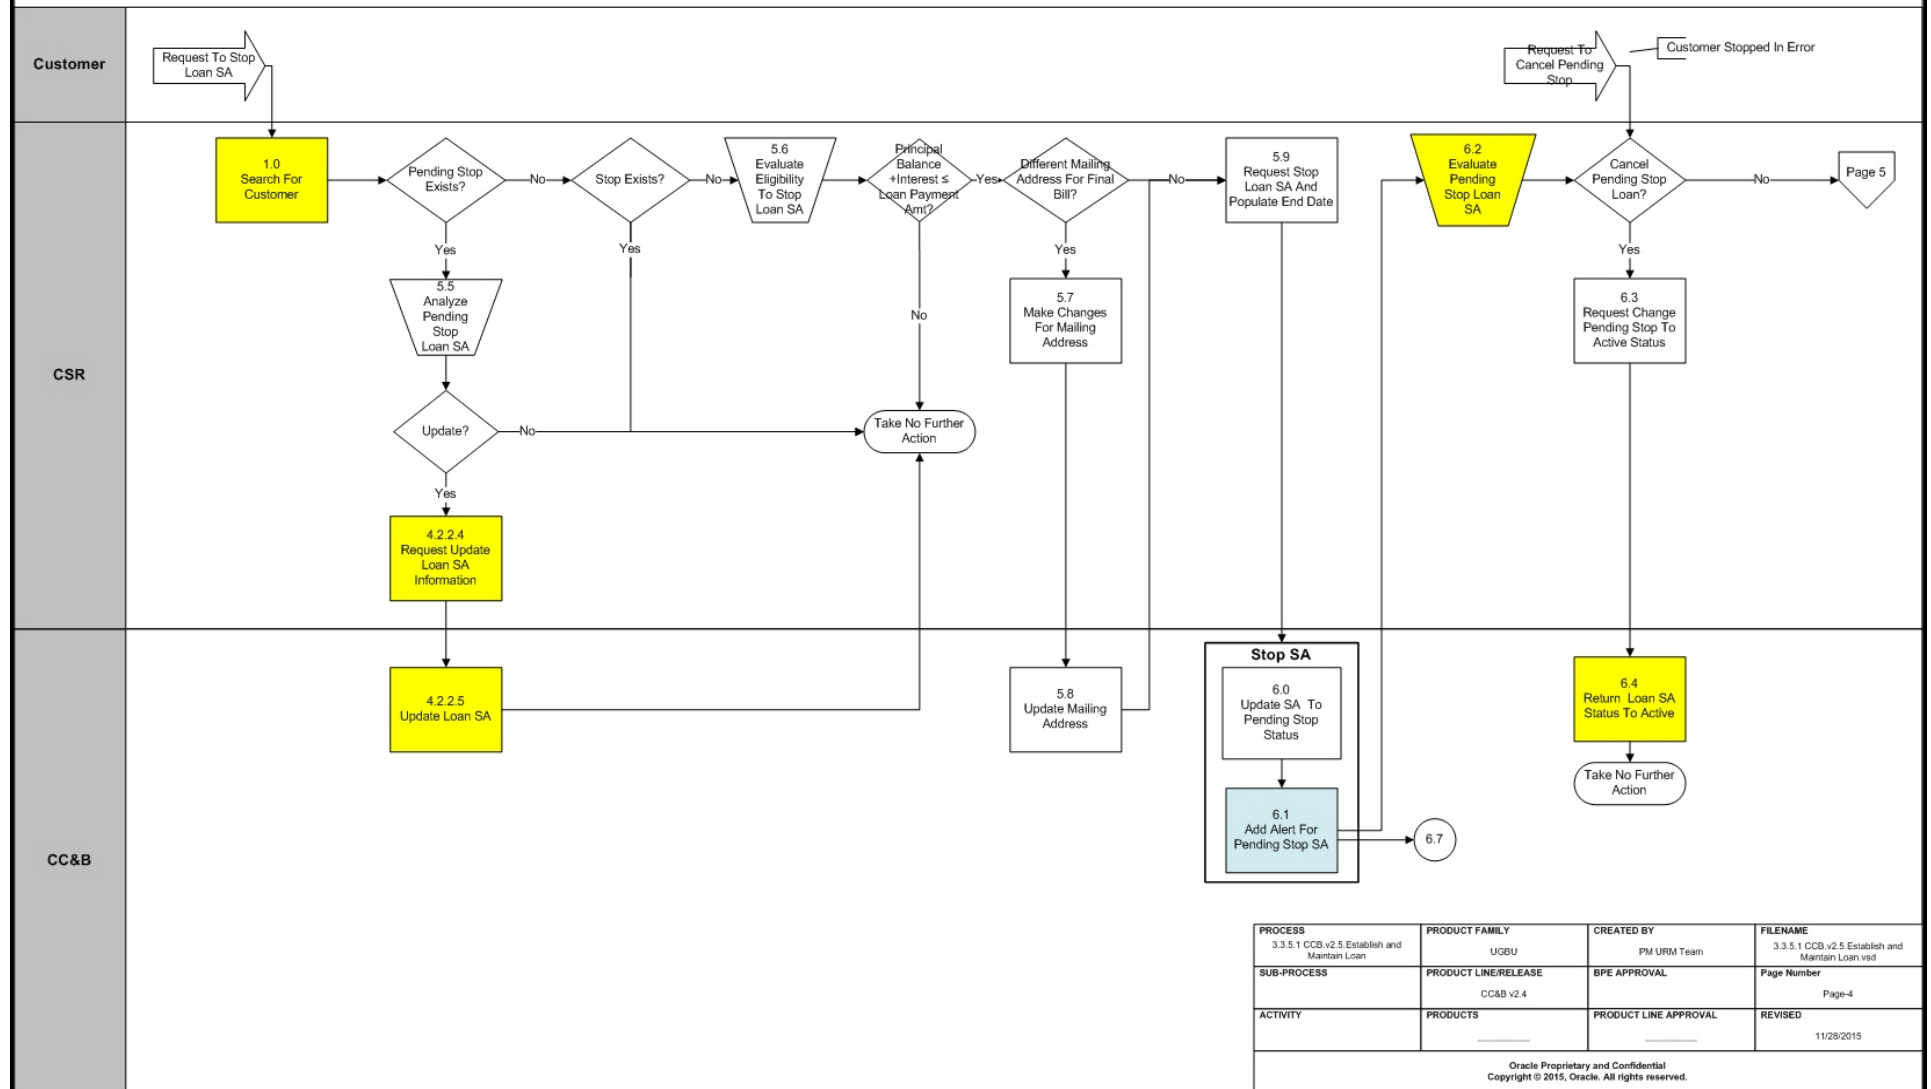 Customer
Request To Stop
Loan SA
Request To
Cancel Pending
Stop
Customer Stopped In Error
CSR
1.0
Search For
Customer
Pending Stop
Exists?
No
Stop Exists?
No
5.6
Evaluate
Eligibility
To Stop
Loan SA
Principal
Balance
+Interest ≤
Loan Payment
Amt?
Yes
Different Mailing
Address For Final
Bill?
No
5.9
Request Stop
Loan SA And
Populate End Date
6.2
Evaluate
Pending
Stop Loan
SA
Cancel
Pending Stop
Loan?
No
Page 5
Yes
Yes
Yes
Yes
5.5
Analyze
Pending
Stop
Loan SA
No
5.7
Make Changes
For Mailing
Address
6.3
Request Change
Pending Stop To
Active Status
Update?
No
Take No Further
Action
Yes
4.2.2.4
Request Update
Loan SA
Information
CC&B
4.2.2.5
Update Loan SA
5.8
Update Mailing
Address
Stop SA
6.0
Update SA To
Pending Stop
Status
6.1
Add Alert For
Pending Stop SA
6.7
6.4
Return Loan SA
Status To Active
Take No Further
Action
PROCESS
3.3.5.1 CCB.v2.5.Establish and
Maintain Loan
PRODUCT FAMILY
UGBU
CREATED BY
PM URM Team
FILENAME
3.3.5.1 CCB.v2.5.Establish and
Maintain Loan.vsd
SUB-PROCESS
PRODUCT LINE/RELEASE
CC&B v2.4
BPE APPROVAL
Page Number
Page-4
ACTIVITY
PRODUCTS
PRODUCT LINE APPROVAL
REVISED
11/28/2015
Oracle Proprietary and Confidential
Copyright © 2015, Oracle. All rights reserved.